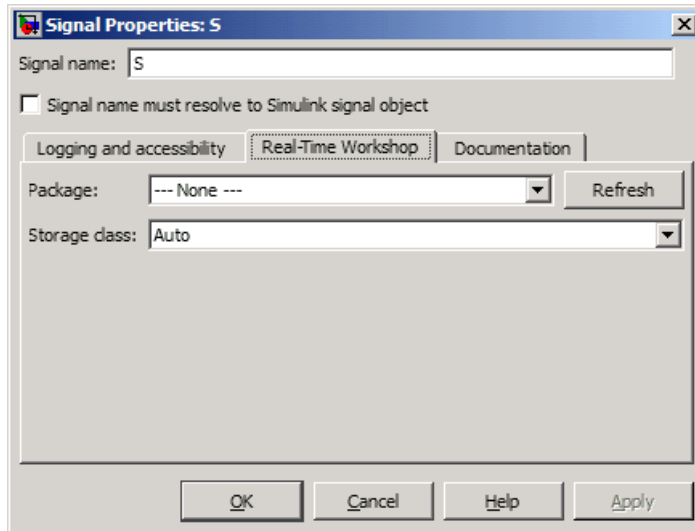 Signal Properties: S
Signal name: S
Signal name must resolve to Simulink signal object
Logging and accessibility Real-Time Workshop Documentation
Package: --- None --- Refresh
Storage class: Auto
OK Cancel Help Apply